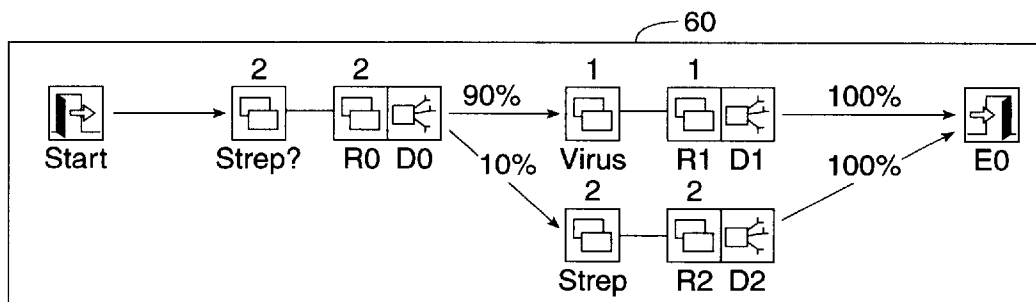 60
2 2 1 1
90% 100%
Start Strep? R0 D0 Virus R1 D1 E0
10% 100%
2 2
Strep R2 D2